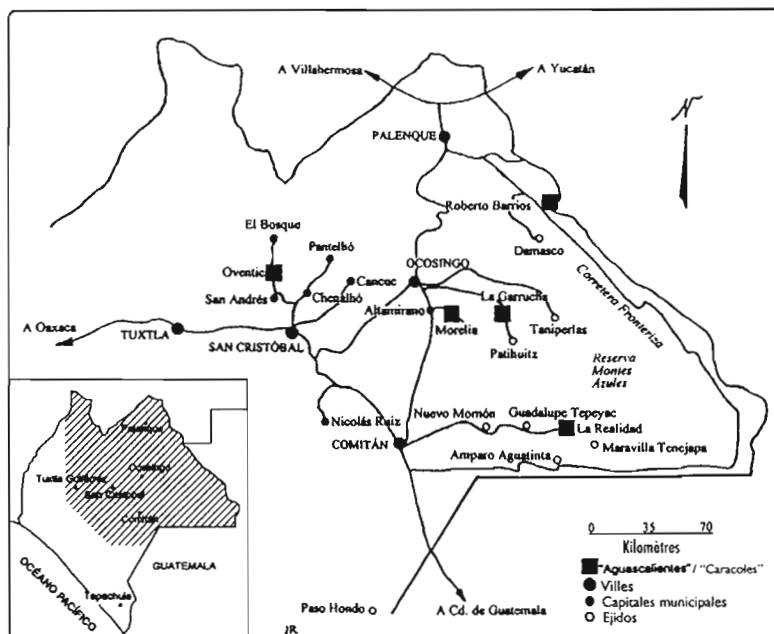 A Villahermosa
A Yucatán
N
PALENQUE
Roberto Barrios
Damasco
El Bosque
Pantelhó
Oventic
Cancuc
OCOSINGO
San Andrés
Chenalhó
La Garrucha
Carretera Fronteriza
Altamirano
Morelia
Taniperlas
A Oaxaca
TUXTLA
SAN CRISTÓBAL
Patihuitz
Reserva
Montes
Azules
Nicolás Ruiz
Nuevo Momón
Guadalupe Tepeyac
La Realidad
COMITÁN
Maravilla Tenejapa
Amparo Aguatinta
Palenque
Ocosingo
Tuxtla Gutiérrez
San Cristóbal
Comitán
GUATEMALA
OCÉANO PACÍFICO
Tapachula
0 35 70
Kilomètres
"Aguascalientes" / "Caracoles"
Villes
Capitales municipales
Ejidos
Paso Hondo
A Cd. de Guatemala
JR